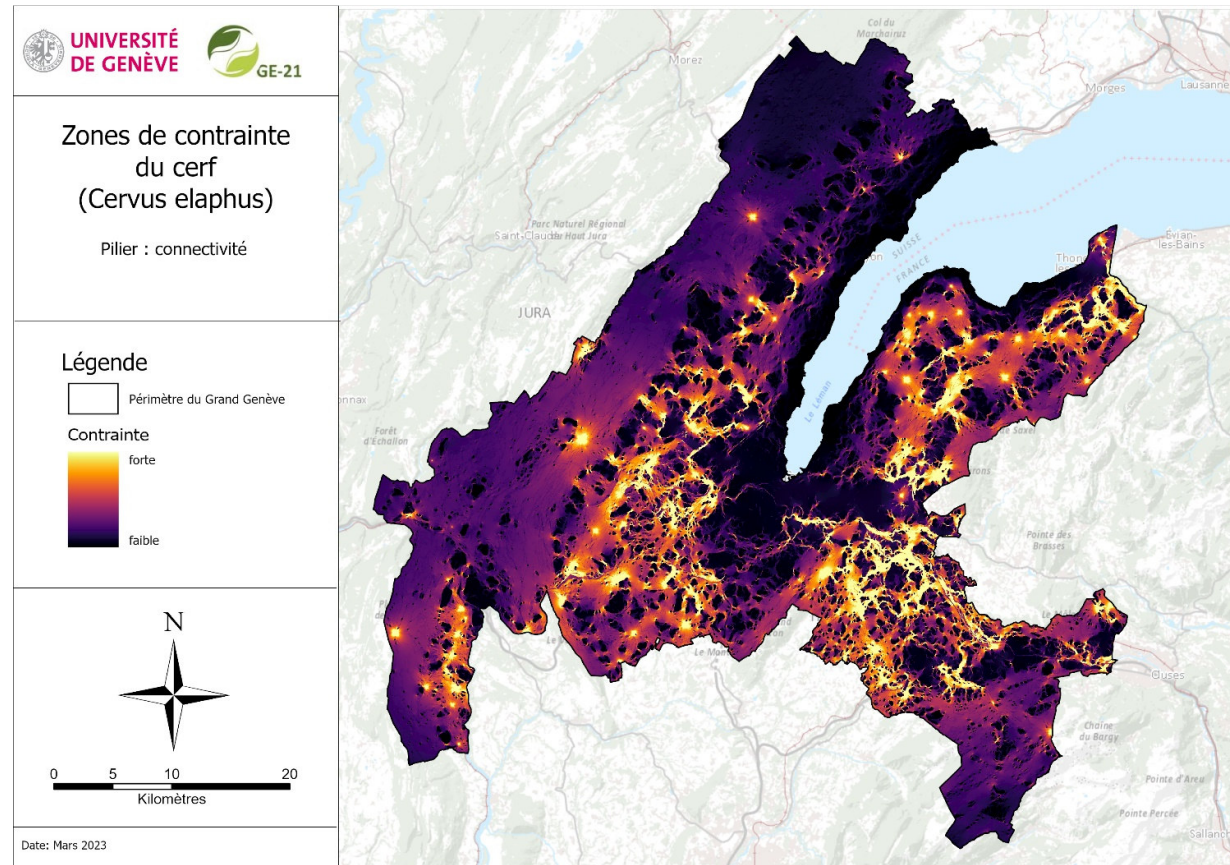 UNIVERSITÉ
DE GENÈVE
GE-21
Zones de contrainte
du cerf
(Cervus elaphus)
Pilier : connectivité
Légende
Périmètre du Grand Genève
Contrainte
forte
faible
N
0 5 10 20
Kilomètres
Date: Mars 2023
Col du
Marchairuz
Morez
Morges
Lausanne
Parc Naturel Régional
du Haut Jura
Saint-Claude
Évian-
les-Bains
SUISSE
FRANCE
JURA
Le Léman
Forêt
d'Echallon
de Saxel
Pointe des
Brasses
Cluses
Chaîne
du Bargy
Pointe d'Areu
Pointe Percée
Sallanch